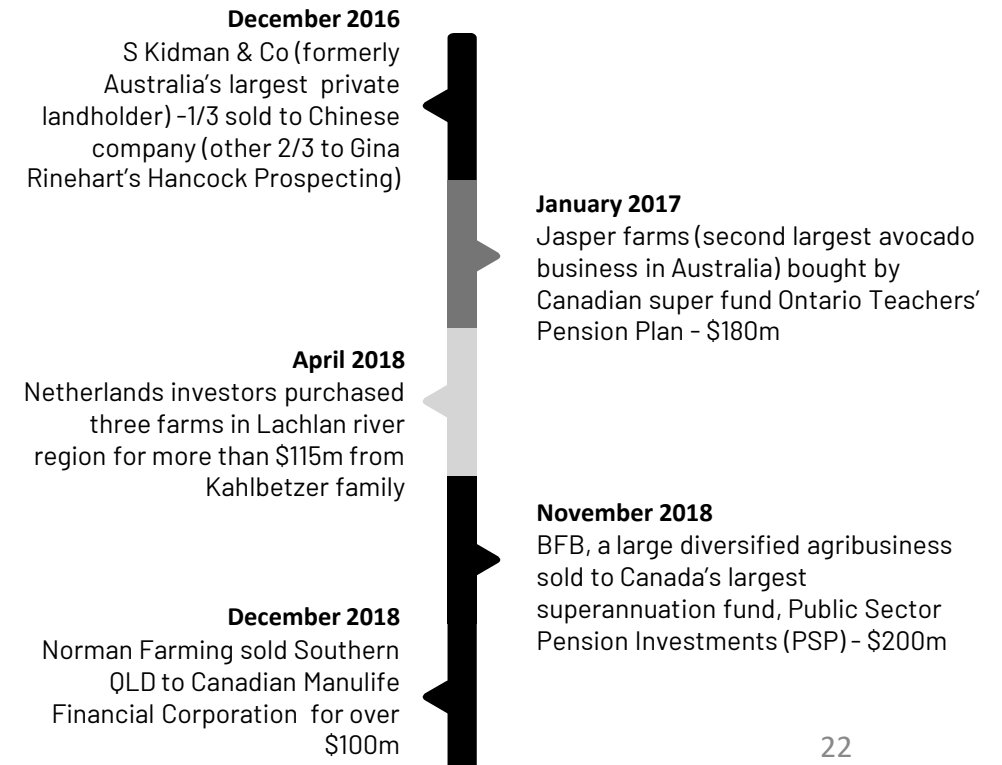 December 2016
S Kidman & Co (formerly
Australia's largest private
landholder) -1/3 sold to Chinese
company (other 2/3 to Gina
Rinehart's Hancock Prospecting)
January 2017
Jasper farms (second largest avocado
business in Australia) bought by
Canadian super fund Ontario Teachers'
Pension Plan - $180m
April 2018
Netherlands investors purchased
three farms in Lachlan river
region for more than $115m from
Kahlbetzer family
November 2018
BFB, a large diversified agribusiness
sold to Canada's largest
superannuation fund, Public Sector
Pension Investments (PSP) - $200m
December 2018
Norman Farming sold Southern
QLD to Canadian Manulife
Financial Corporation for over
$100m
22